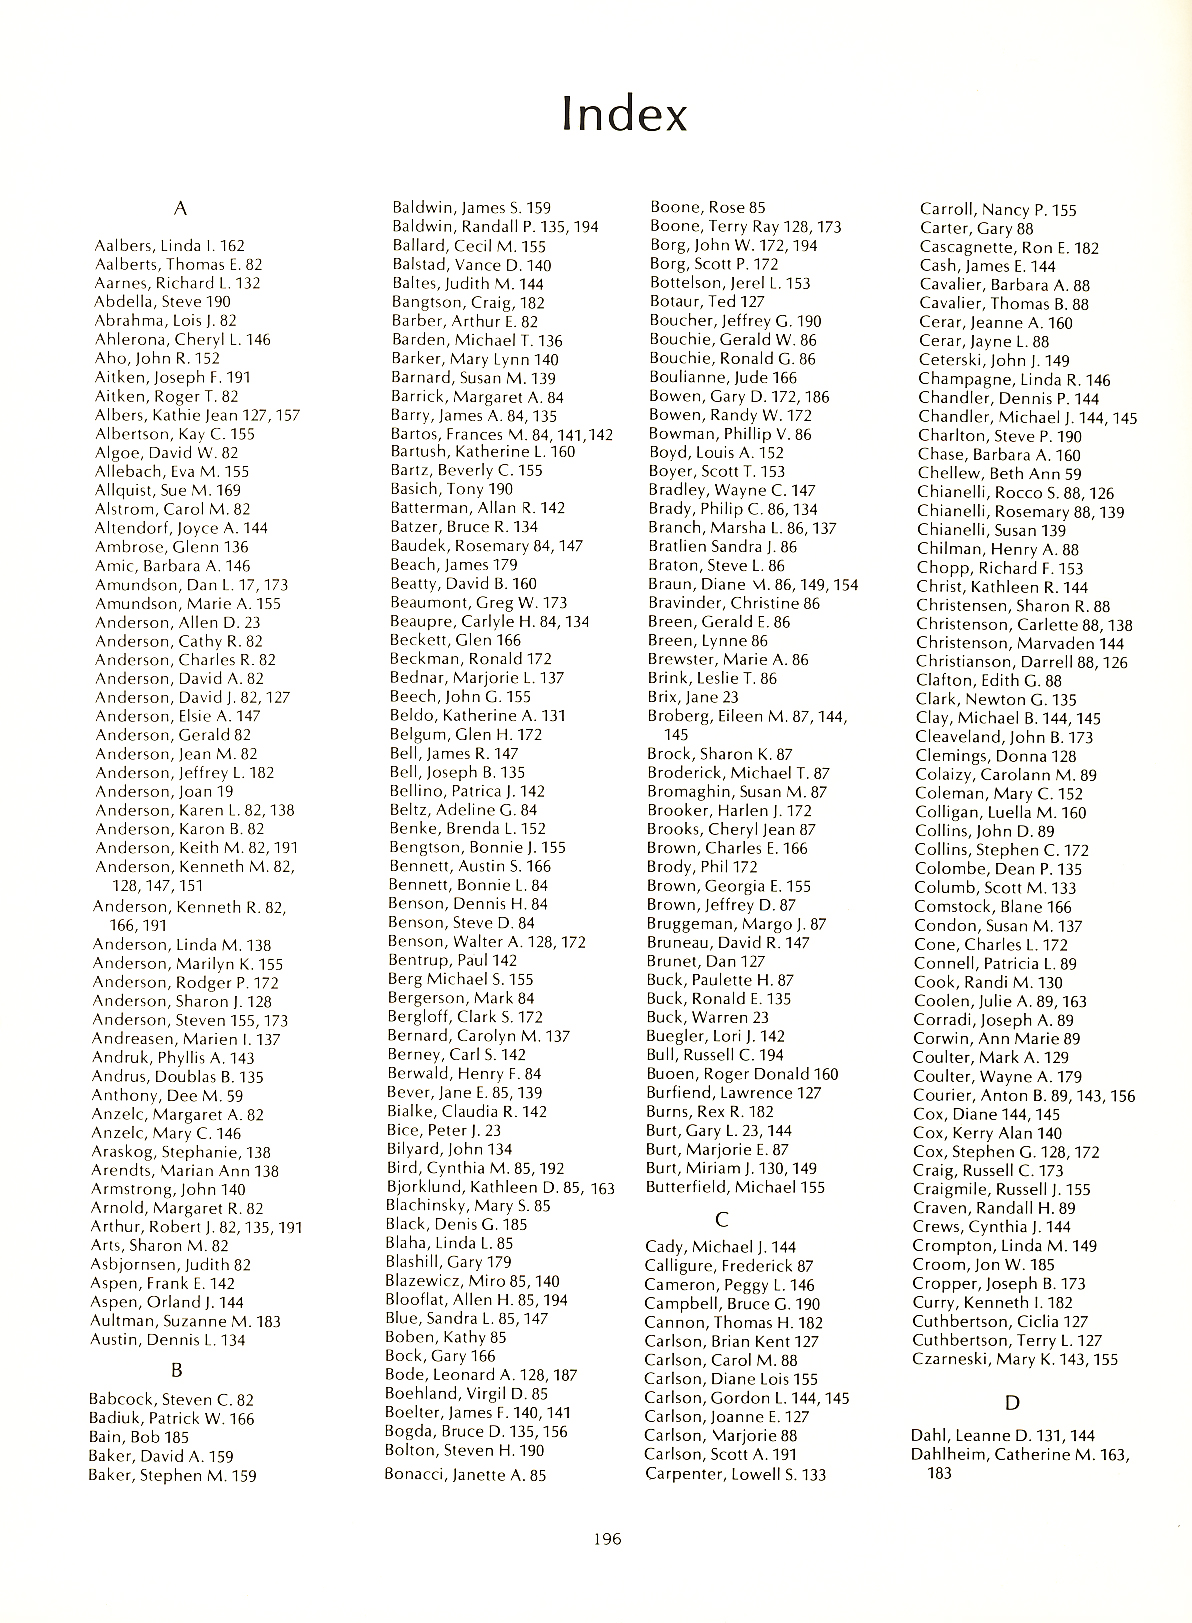 Index
A
Aalbers, Linda I. 162
Aalberts, Thomas E. 82
Aarnes, Richard L. 132
Abdella, Steve 190
Abrahma, Lois J. 82
Ahlerona, Cheryl L. 146
Aho, John R. 152
Aitken, Joseph F. 191
Aitken, Roger T. 82
Albers, Kathie Jean 127, 157
Albertson, Kay C. 155
Algoe, David W. 82
Allebach, Eva M. 155
Allquist, Sue M. 169
Alstrom, Carol M. 82
Altendorf, Joyce A. 144
Ambrose, Glenn 136
Amic, Barbara A. 146
Amundson, Dan L. 17, 173
Amundson, Marie A. 155
Anderson, Allen D. 23
Anderson, Cathy R. 82
Anderson, Charles R. 82
Anderson, David A. 82
Anderson, David J. 82, 127
Anderson, Elsie A. 147
Anderson, Gerald 82
Anderson, Jean M. 82
Anderson, Jeffrey L. 182
Anderson, Joan 19
Anderson, Karen L. 82, 138
Anderson, Karon B. 82
Anderson, Keith M. 82, 191
Anderson, Kenneth M. 82,
128, 147, 151
Anderson, Kenneth R. 82,
166, 191
Anderson, Linda M. 138
Anderson, Marilyn K. 155
Anderson, Rodger P. 172
Anderson, Sharon J. 128
Anderson, Steven 155, 173
Andreasen, Marien I. 137
Andruk, Phyllis A. 143
Andrus, Doublas B. 135
Anthony, Dee M. 59
Anzelc, Margaret A. 82
Anzelc, Mary C. 146
Araskog, Stephanie, 138
Arendts, Marian Ann 138
Armstrong, John 140
Arnold, Margaret R. 82
Arthur, Robert J. 82, 135, 191
Arts, Sharon M. 82
Asbjornsen, Judith 82
Aspen, Frank E. 142
Aspen, Orland J. 144
Aultman, Suzanne M. 183
Austin, Dennis L. 134
B
Babcock, Steven C. 82
Badiuk, Patrick W. 166
Bain, Bob 185
Baker, David A. 159
Baker, Stephen M. 159
Baldwin, James S. 159
Baldwin, Randall P. 135, 194
Ballard, Cecil M. 155
Balstad, Vance D. 140
Baltes, Judith M. 144
Bangtson, Craig, 182
Barber, Arthur E. 82
Barden, Michael T. 136
Barker, Mary Lynn 140
Barnard, Susan M. 139
Barrick, Margaret A. 84
Barry, James A. 84, 135
Bartos, Frances M. 84, 141,142
Bartush, Katherine L. 160
Bartz, Beverly C. 155
Basich, Tony 190
Batterman, Allan R. 142
Batzer, Bruce R. 134
Baudek, Rosemary 84, 147
Beach, James 179
Beatty, David B. 160
Beaumont, Greg W. 173
Beaupre, Carlyle H. 84, 134
Beckett, Glen 166
Beckman, Ronald 172
Bednar, Marjorie L. 137
Beech, John G. 155
Beldo, Katherine A. 131
Belgum, Glen H. 172
Bell, James R. 147
Bell, Joseph B. 135
Bellino, Patrica J. 142
Beltz, Adeline G. 84
Benke, Brenda L. 152
Bengtson, Bonnie J. 155
Bennett, Austin S. 166
Bennett, Bonnie L. 84
Benson, Dennis H. 84
Benson, Steve D. 84
Benson, Walter A. 128, 172
Bentrup, Paul 142
Berg Michael S. 155
Bergerson, Mark 84
Bergloff, Clark S. 172
Bernard, Carolyn M. 137
Berney, Carl S. 142
Berwald, Henry F. 84
Bever, Jane E. 85, 139
Bialke, Claudia R. 142
Bice, Peter J. 23
Bilyard, John 134
Bird, Cynthia M. 85, 192
Bjorklund, Kathleen D. 85, 163
Blachinsky, Mary S. 85
Black, Denis G. 185
Blaha, Linda L. 85
Blashill, Gary 179
Blazewicz, Miro 85, 140
Blooflat, Allen H. 85, 194
Blue, Sandra L. 85, 147
Boben, Kathy 85
Bock, Gary 166
Bode, Leonard A. 128, 187
Boehland, Virgil D. 85
Boelter, James F. 140, 141
Bogda, Bruce D. 135, 156
Bolton, Steven H. 190
Bonacci, Janette A. 85
Boone, Rose 85
Boone, Terry Ray 128, 173
Borg, John W. 172, 194
Borg, Scott P. 172
Bottelson, Jerel L. 153
Botaur, Ted 127
Boucher, Jeffrey G. 190
Bouchie, Gerald W. 86
Bouchie, Ronald G. 86
Boulianne, Jude 166
Bowen, Gary D. 172, 186
Bowen, Randy W. 172
Bowman, Phillip V. 86
Boyd, Louis A. 152
Boyer, Scott T. 153
Bradley, Wayne C. 147
Brady, Philip C. 86, 134
Branch, Marsha L. 86, 137
Bratlien Sandra J. 86
Braton, Steve L. 86
Braun, Diane M. 86, 149, 154
Bravinder, Christine 86
Breen, Gerald E. 86
Breen, Lynne 86
Brewster, Marie A. 86
Brink, Leslie T. 86
Brix, Jane 23
Broberg, Eileen M. 87, 144,
145
Brock, Sharon K. 87
Broderick, Michael T. 87
Bromaghin, Susan M. 87
Brooker, Harlen J. 172
Brooks, Cheryl Jean 87
Brown, Charles E. 166
Brody, Phil 172
Brown, Georgia E. 155
Brown, Jeffrey D. 87
Bruggeman, Margo J. 87
Bruneau, David R. 147
Brunet, Dan 127
Buck, Paulette H. 87
Buck, Ronald E. 135
Buck, Warren 23
Buegler, Lori J. 142
Bull, Russell C. 194
Buoen, Roger Donald 160
Burfiend, Lawrence 127
Burns, Rex R. 182
Burt, Gary L. 23, 144
Burt, Marjorie E. 87
Burt, Miriam J. 130, 149
Butterfield, Michael 155
C
Cady, Michael J. 144
Calligure, Frederick 87
Cameron, Peggy L. 146
Campbell, Bruce G. 190
Cannon, Thomas H. 182
Carlson, Brian Kent 127
Carlson, Carol M. 88
Carlson, Diane Lois 155
Carlson, Gordon L. 144, 145
Carlson, Joanne E. 127
Carlson, Marjorie 88
Carlson, Scott A. 191
Carpenter, Lowell S. 133
Carroll, Nancy P. 155
Carter, Gary 88
Cascagnette, Ron E. 182
Cash, James E. 144
Cavalier, Barbara A. 88
Cavalier, Thomas B. 88
Cerar, Jeanne A. 160
Cerar, Jayne L. 88
Ceterski, John J. 149
Champagne, Linda R. 146
Chandler, Dennis P. 144
Chandler, Michael J. 144, 145
Charlton, Steve P. 190
Chase, Barbara A. 160
Chellew, Beth Ann 59
Chianelli, Rocco S. 88, 126
Chianelli, Rosemary 88, 139
Chianelli, Susan 139
Chilman, Henry A. 88
Chopp, Richard F. 153
Christ, Kathleen R. 144
Christensen, Sharon R. 88
Christenson, Carlette 88, 138
Christenson, Marvaden 144
Christianson, Darrell 88, 126
Clafton, Edith G. 88
Clark, Newton G. 135
Clay, Michael B. 144, 145
Cleaveland, John B. 173
Clemings, Donna 128
Colaizy, Carolann M. 89
Coleman, Mary C. 152
Colligan, Luella M. 160
Collins, John D. 89
Collins, Stephen C. 172
Colombe, Dean P. 135
Columb, Scott M. 133
Comstock, Blane 166
Condon, Susan M. 137
Cone, Charles L. 172
Connell, Patricia L. 89
Cook, Randi M. 130
Coolen, Julie A. 89, 163
Corradi, Joseph A. 89
Corwin, Ann Marie 89
Coulter, Mark A. 129
Coulter, Wayne A. 179
Courier, Anton B. 89, 143, 156
Cox, Diane 144, 145
Cox, Kerry Alan 140
Cox, Stephen G. 128, 172
Craig, Russell C. 173
Craigmile, Russell J. 155
Craven, Randall H. 89
Crews, Cynthia J. 144
Crompton, Linda M. 149
Croom, Jon W. 185
Cropper, Joseph B. 173
Curry, Kenneth I. 182
Cuthbertson, Ciclia 127
Cuthbertson, Terry L. 127
Czarneski, Mary K. 143, 155
D
Dahl, Leanne D. 131, 144
Dahlheim, Catherine M. 163,
183
196